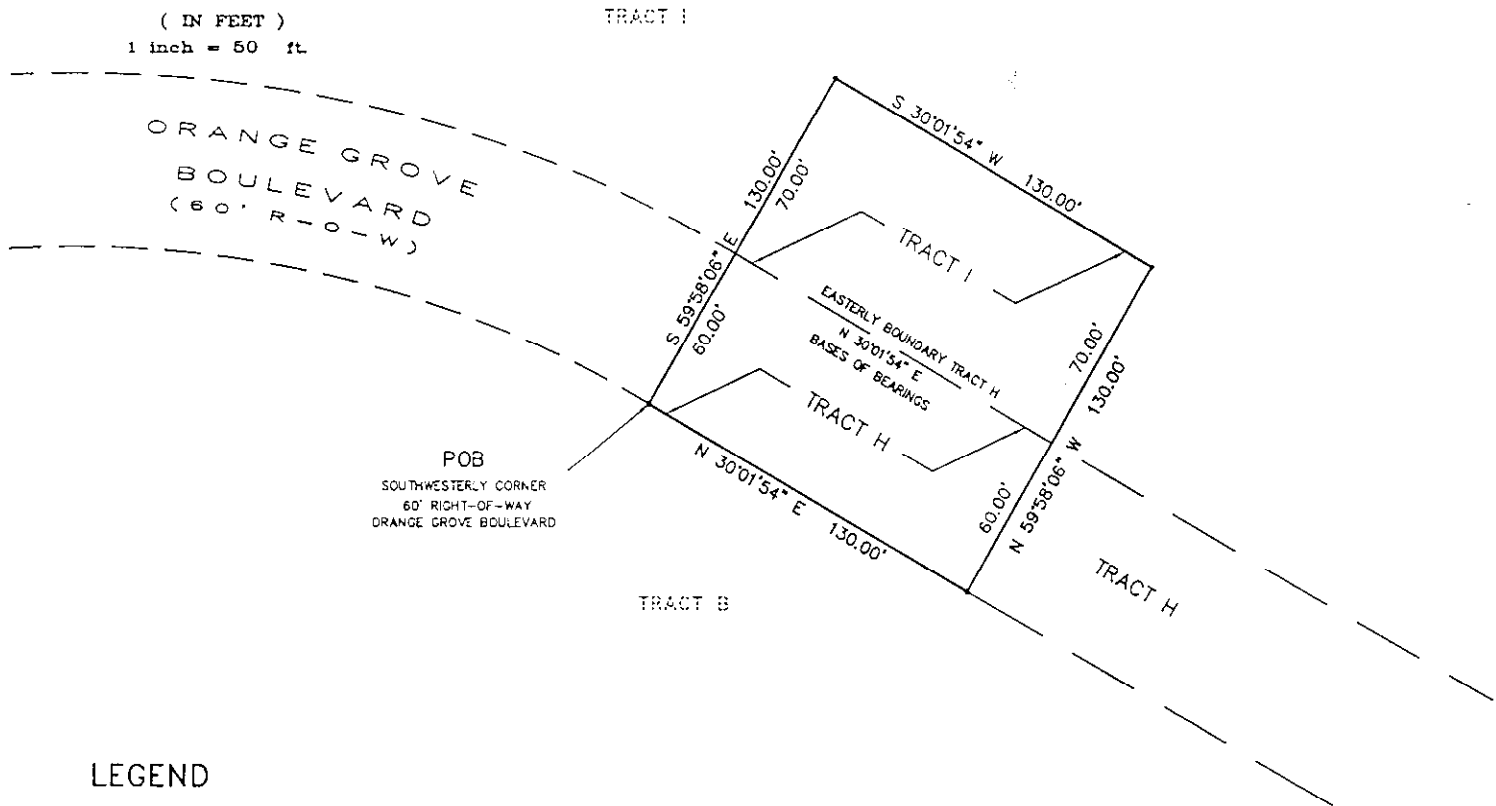 ( IN FEET )
1 inch = 50 ft.
TRACT I
ORANGE GROVE
BOULEVARD
(60' R-O-W)
S 30°01'54" W 130.00'
130.00'
70.00'
S 59°58'06" E
60.00'
TRACT I
EASTERLY BOUNDARY TRACT H
N 30°01'54" E
BASES OF BEARINGS
70.00'
130.00'
TRACT H
N 30°01'54" E 130.00'
60.00'
N 59°58'06" W
POB
SOUTHWESTERLY CORNER
60' RIGHT-OF-WAY
ORANGE GROVE BOULEVARD
TRACT H
TRACT B
LEGEND